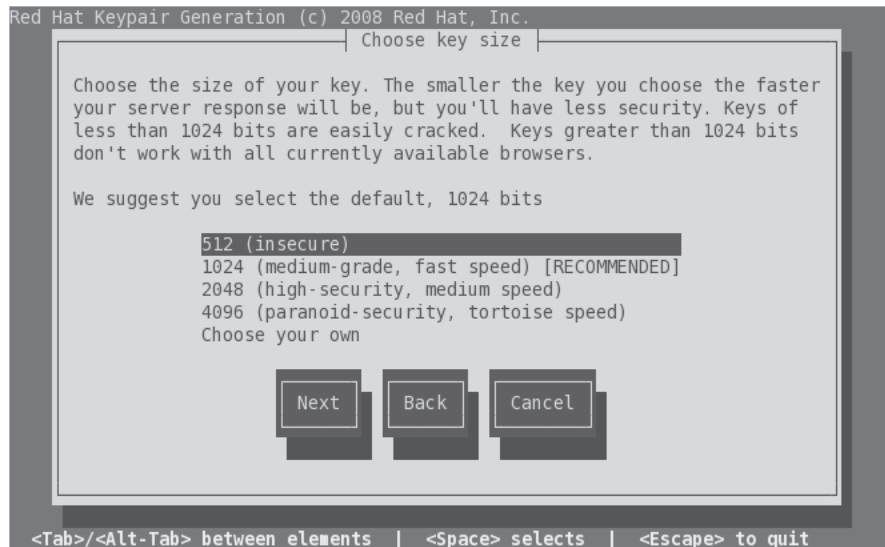 Red Hat Keypair Generation (c) 2008 Red Hat, Inc.
Choose key size
Choose the size of your key. The smaller the key you choose the faster
your server response will be, but you'll have less security. Keys of
less than 1024 bits are easily cracked.  Keys greater than 1024 bits
don't work with all currently available browsers.
We suggest you select the default, 1024 bits
512 (insecure)
1024 (medium-grade, fast speed) [RECOMMENDED]
2048 (high-security, medium speed)
4096 (paranoid-security, tortoise speed)
Choose your own
Next Back Cancel
<Tab>/<Alt-Tab> between elements | <Space> selects | <Escape> to quit